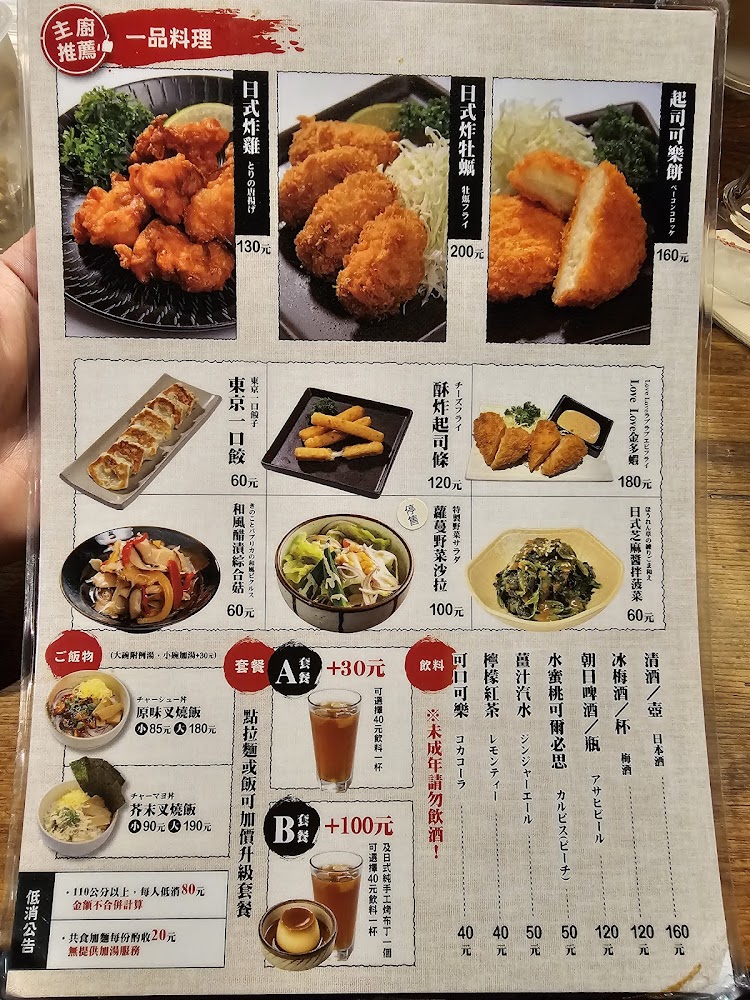 主廚
推薦
一品料理
日式炸雞
とりの唐揚げ
130元
日式炸牡蠣
牡蠣フライ
200元
起司可樂餅
ベーコンコロッケ
160元
東京一口餃子
東京一口餃
60元
チーズフライ
酥炸起司條
120元
Love Loveラブラブエビフライ
Love Love金多蝦
180元
きのことパプリカの和風ピクルス
和風醋漬綜合菇
60元
停售
特製野菜サラダ
蘿蔓野菜沙拉
100元
ほうれん草の練りごま和え
日式芝麻醬拌菠菜
60元
ご飯物
(大碗附例湯，小碗加湯+30元)
チャーシュー丼
原味叉燒飯
小85元 大180元
チャーマヨ丼
芥末叉燒飯
小90元 大190元
套餐
點拉麵或飯可加價升級套餐
A套餐
+30元
可選擇40元飲料一杯
B套餐
+100元
及日式純手工烤布丁一個
可選擇40元飲料一杯
飲料
※未成年請勿飲酒！
清酒／壺 日本酒 160元
冰梅酒／杯 梅酒 120元
朝日啤酒／瓶 アサヒビール 120元
水蜜桃可爾必思 カルピス(ピーチ) 50元
薑汁汽水 ジンジャーエール 50元
檸檬紅茶 レモンティー 40元
可口可樂 コカコーラ 40元
低消公告
・110公分以上，每人低消80元
金額不合併計算
・共食加麵每份酌收20元
無提供加湯服務